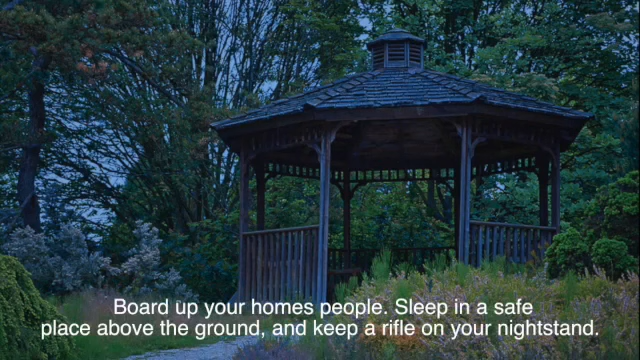 Board up your homes people. Sleep in a safe
place above the ground, and keep a rifle on your nightstand.